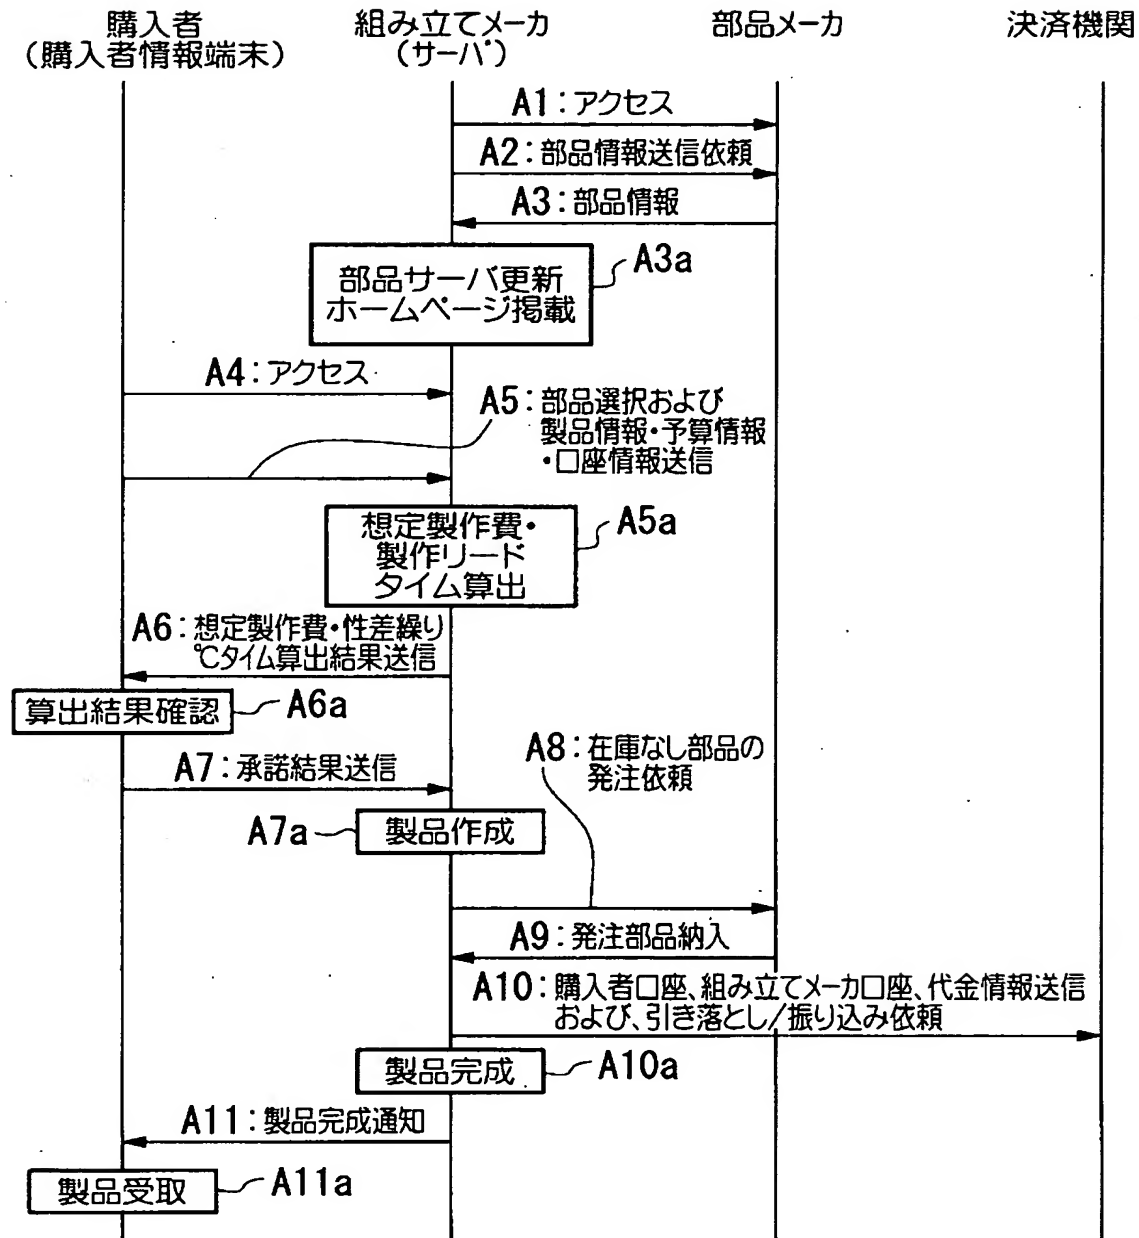 購入者
(購入者情報端末)
組み立てメーカ
(サーバ)
部品メーカ
決済機関
A1:アクセス
A2:部品情報送信依頼
A3:部品情報
部品サーバ更新
ホームページ掲載
A3a
A4:アクセス
A5:部品選択および
製品情報・予算情報
・口座情報送信
想定製作費・
製作リード
タイム算出
A5a
A6:想定製作費・性差繰り
℃タイム算出結果送信
算出結果確認
A6a
A7:承諾結果送信
A8:在庫なし部品の
発注依頼
A7a
製品作成
A9:発注部品納入
A10:購入者口座、組み立てメーカ口座、代金情報送信
および、引き落とし/振り込み依頼
製品完成
A10a
A11:製品完成通知
製品受取
A11a